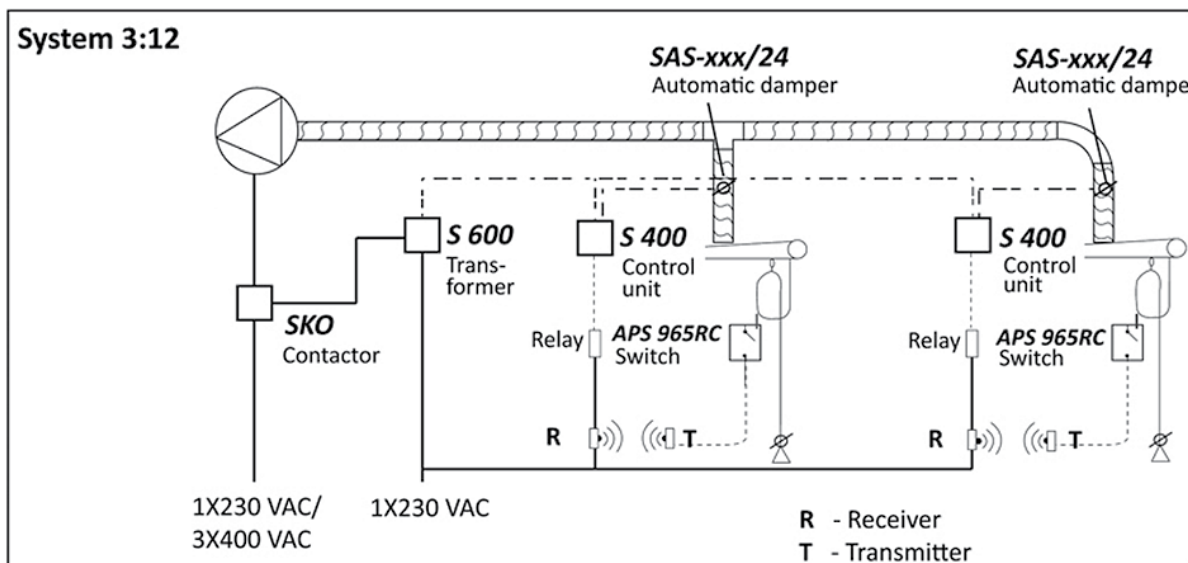 System 3:12
SAS-xxx/24
Automatic damper
SAS-xxx/24
Automatic dampe
S 600
Trans-
former
S 400
Control
unit
S 400
Control
unit
SKO
Contactor
Relay
APS 965RC
Switch
Relay
APS 965RC
Switch
R
T
R
T
1X230 VAC/
3X400 VAC
1X230 VAC
R - Receiver
T - Transmitter